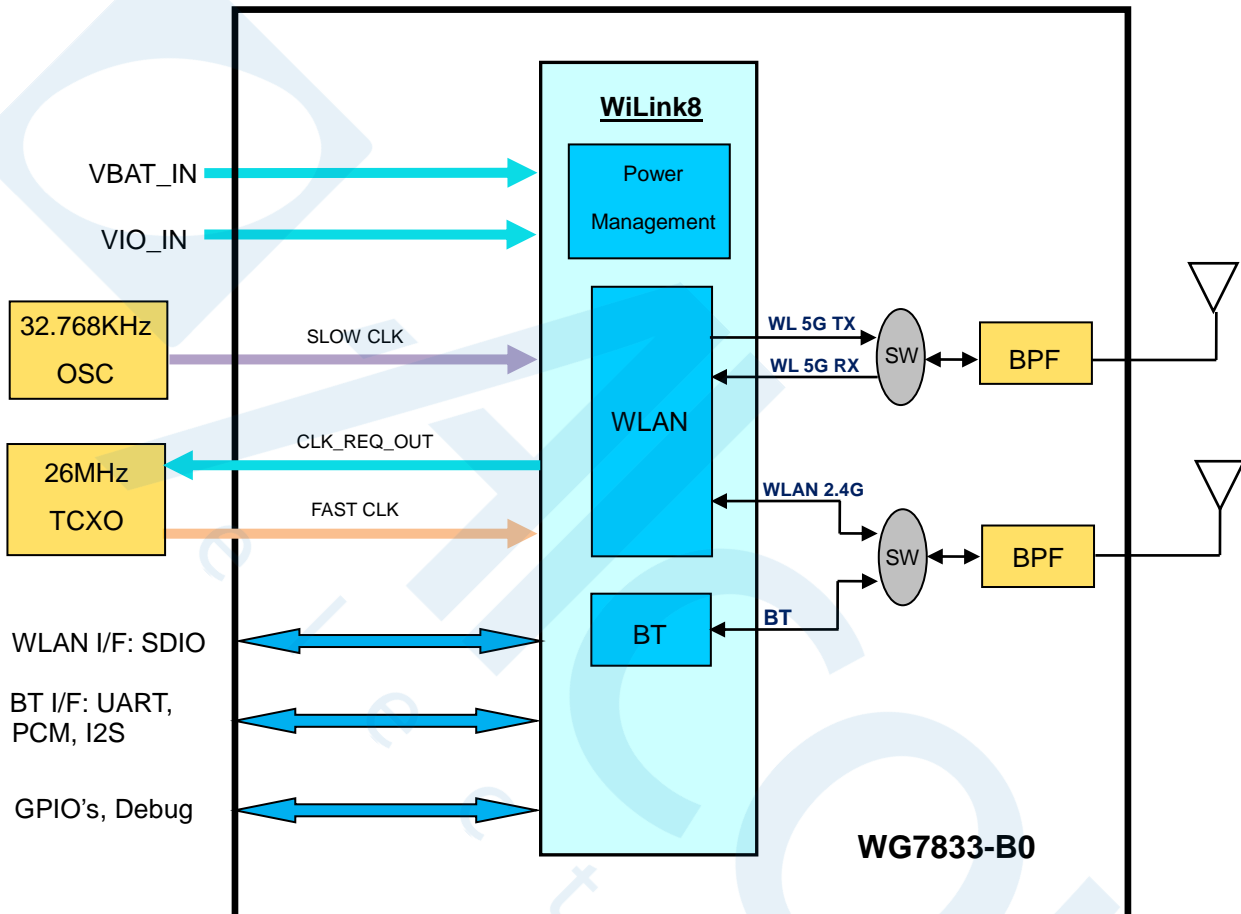 WiLink8
Power
Management
VBAT_IN
VIO_IN
32.768KHz
OSC
SLOW CLK
WL 5G TX
WL 5G RX
SW
BPF
WLAN
26MHz
TCXO
CLK_REQ_OUT
FAST CLK
WLAN 2.4G
SW
BPF
BT
BT
WLAN I/F: SDIO
BT I/F: UART,
PCM, I2S
GPIO's, Debug
WG7833-B0